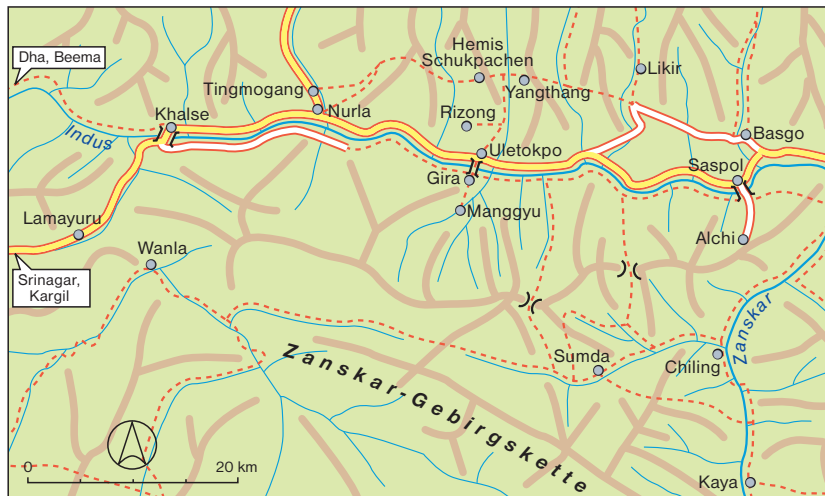 Dha, Beema
Hemis
Schukpachen
Likir
Tingmogang
Yangthang
Khalse
Nurla
Rizong
Indus
Basgo
Uletokpo
Saspol
Gira
Manggyu
Lamayuru
Alchi
Wanla
Srinagar,
Kargil
Zanskar
Sumda
Chiling
Zanskar-Gebirgskette
0
20 km
Kaya